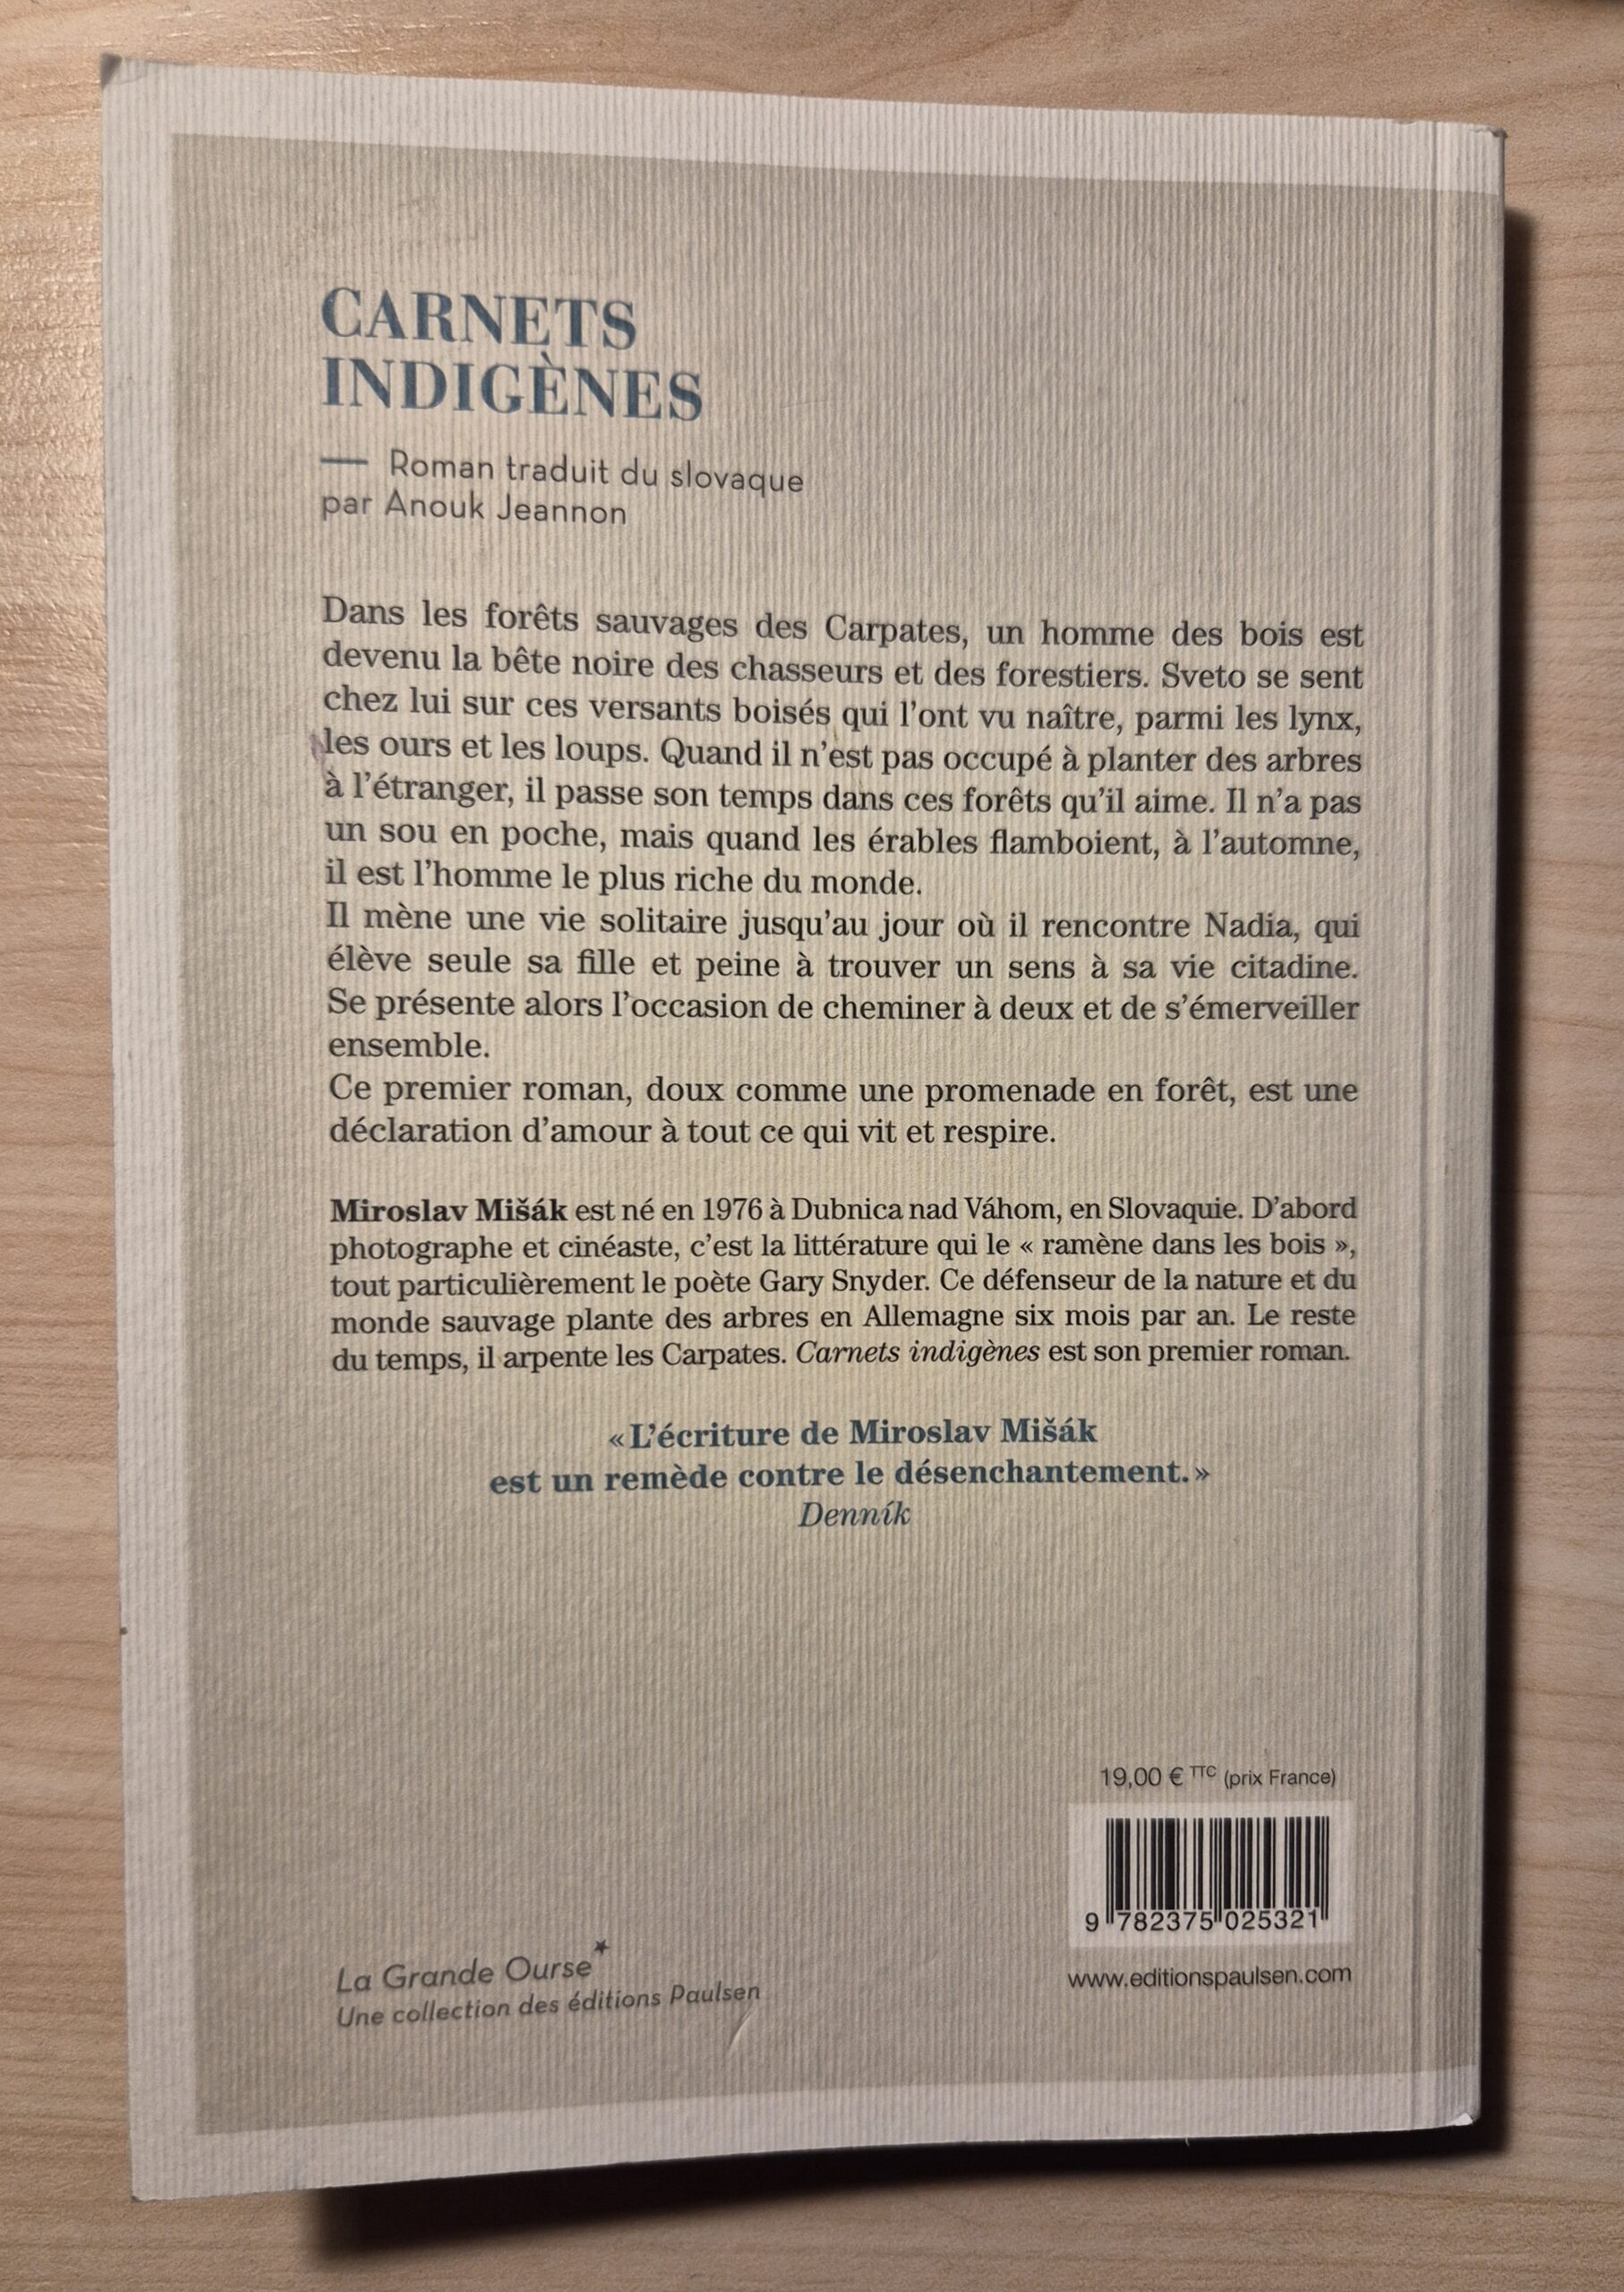 CARNETS
INDIGÈNES
— Roman traduit du slovaque
par Anouk Jeannon
Dans les forêts sauvages des Carpates, un homme des bois est
devenu la bête noire des chasseurs et des forestiers. Sveto se sent
chez lui sur ces versants boisés qui l'ont vu naître, parmi les lynx,
les ours et les loups. Quand il n'est pas occupé à planter des arbres
à l'étranger, il passe son temps dans ces forêts qu'il aime. Il n'a pas
un sou en poche, mais quand les érables flamboient, à l'automne,
il est l'homme le plus riche du monde.
Il mène une vie solitaire jusqu'au jour où il rencontre Nadia, qui
élève seule sa fille et peine à trouver un sens à sa vie citadine.
Se présente alors l'occasion de cheminer à deux et de s'émerveiller
ensemble.
Ce premier roman, doux comme une promenade en forêt, est une
déclaration d'amour à tout ce qui vit et respire.
Miroslav Mišák est né en 1976 à Dubnica nad Váhom, en Slovaquie. D'abord
photographe et cinéaste, c'est la littérature qui le « ramène dans les bois »,
tout particulièrement le poète Gary Snyder. Ce défenseur de la nature et du
monde sauvage plante des arbres en Allemagne six mois par an. Le reste
du temps, il arpente les Carpates. Carnets indigènes est son premier roman.
«L'écriture de Miroslav Mišák
est un remède contre le désenchantement.»
Denník
19,00 € TTC (prix France)
9 782375 025321
www.editionspaulsen.com
La Grande Ourse★
Une collection des éditions Paulsen